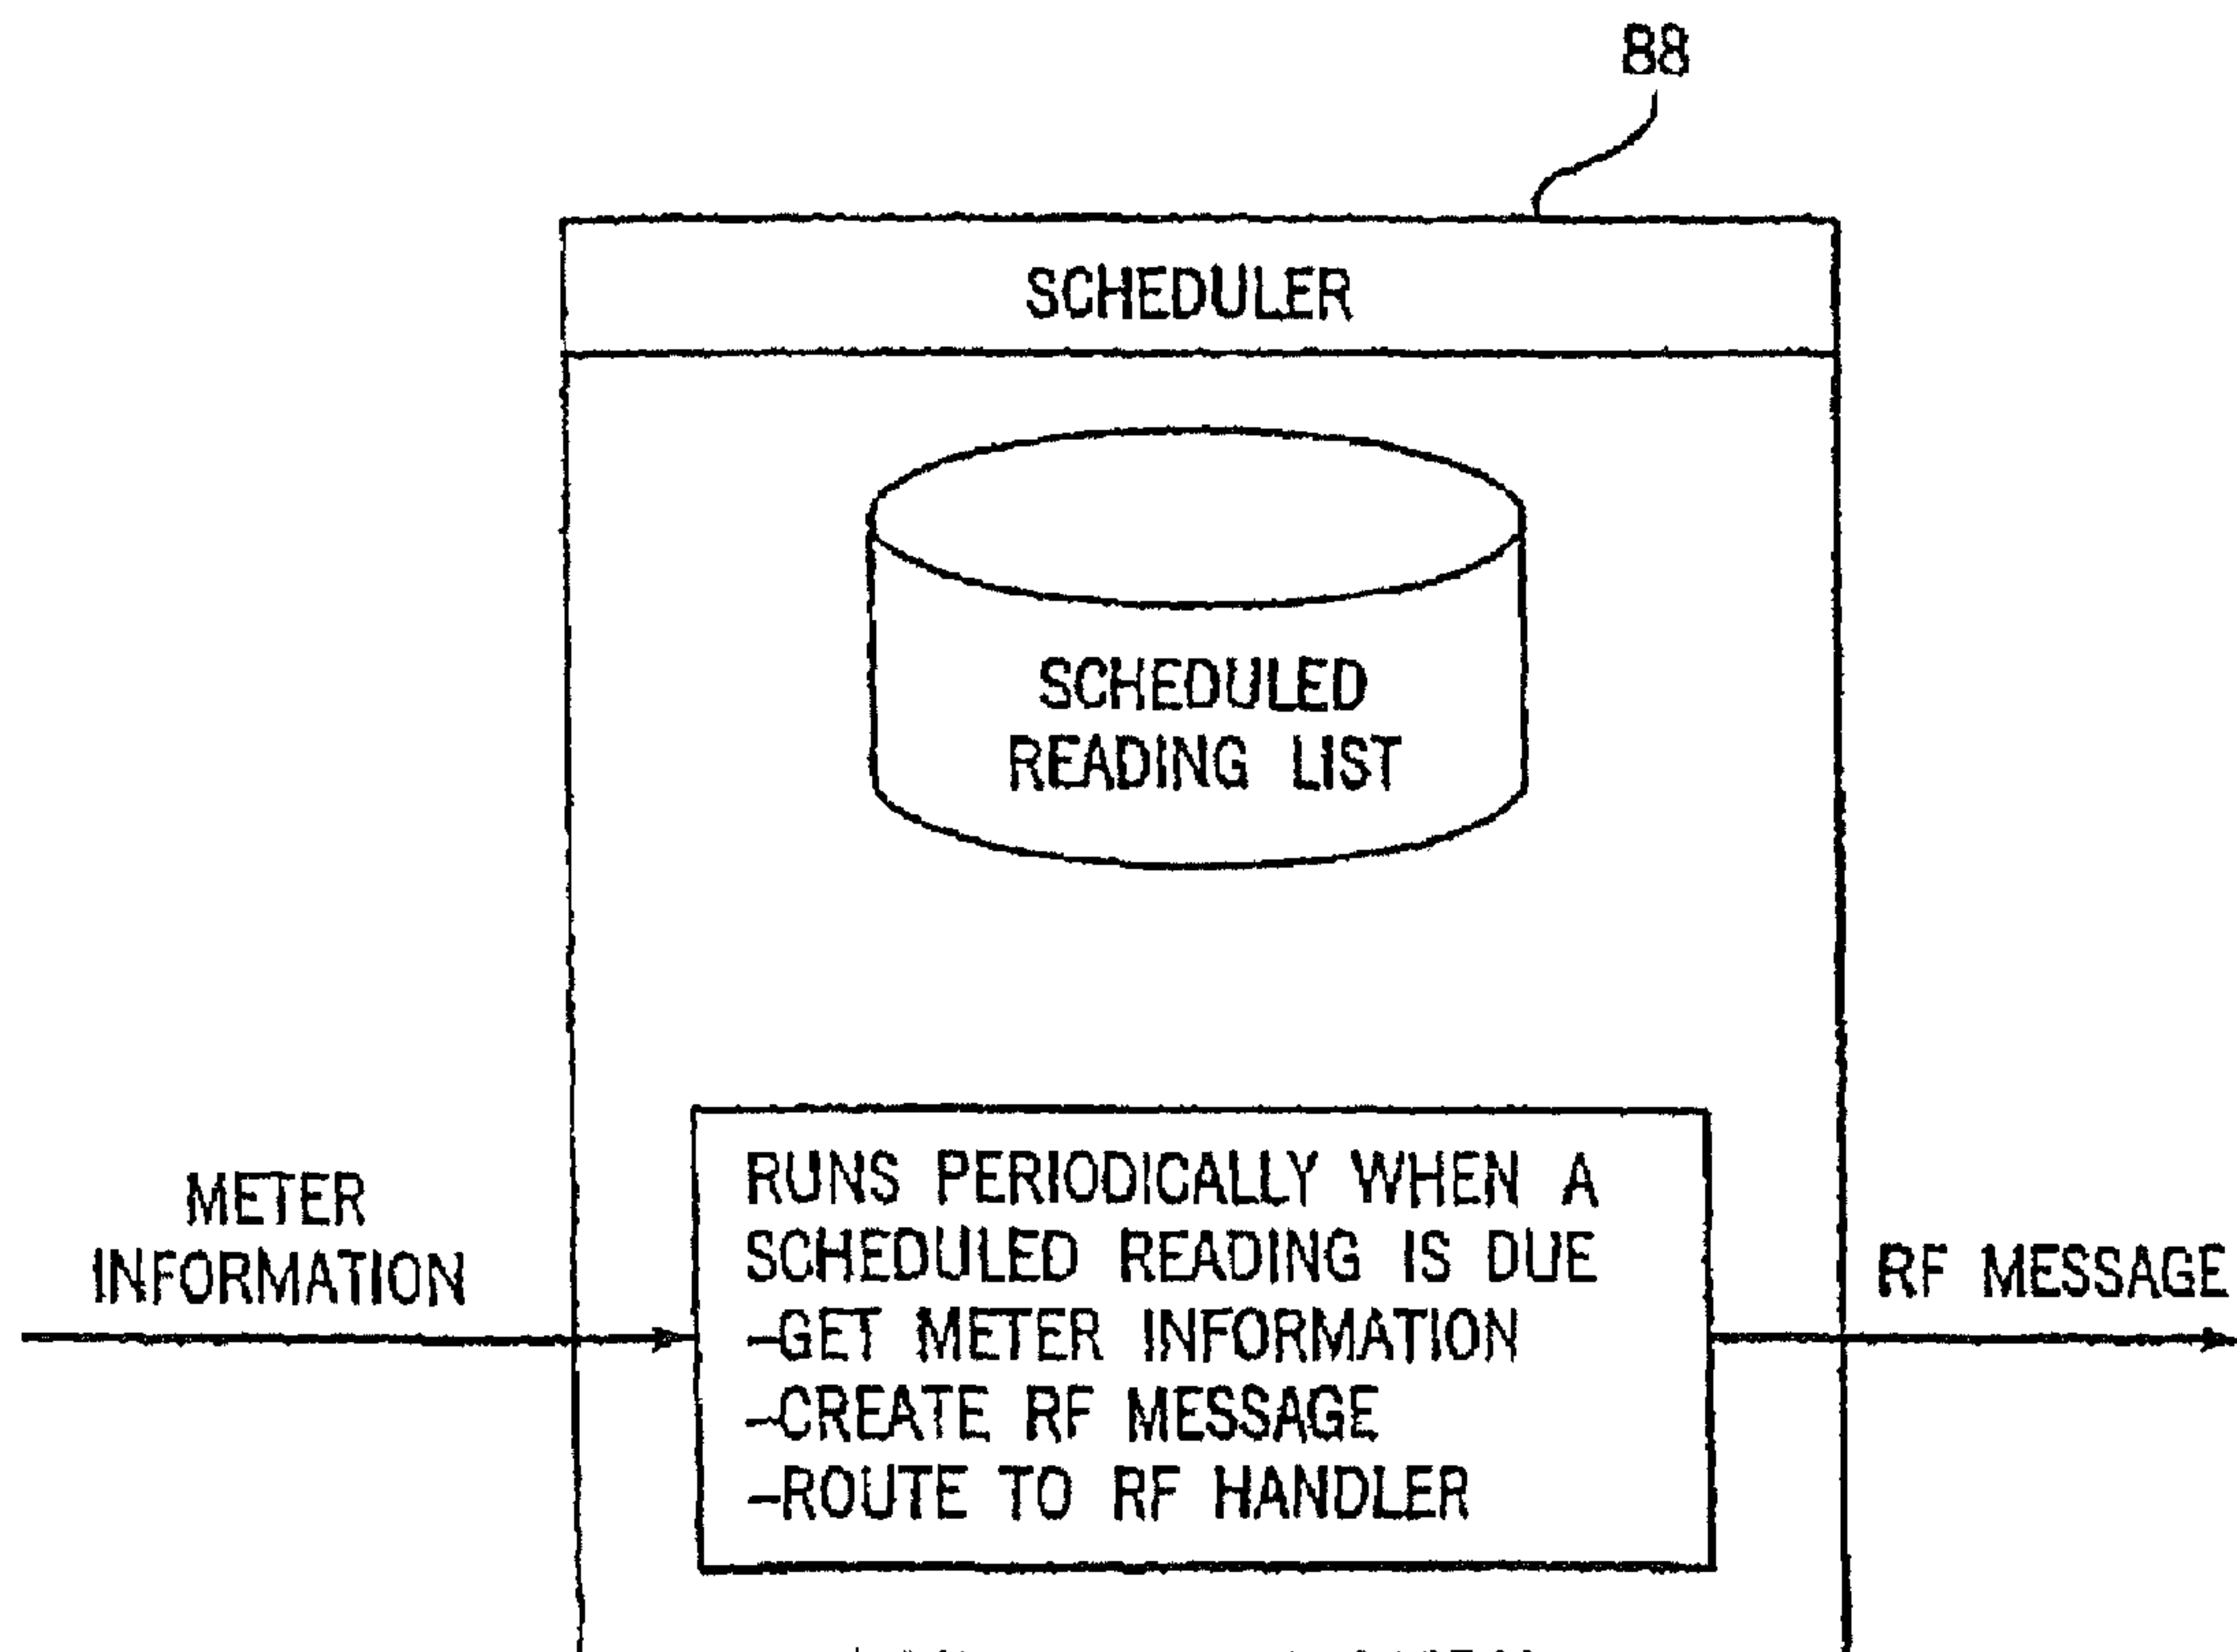 88
SCHEDULER
SCHEDULED
READING LIST
METER
INFORMATION
RUNS PERIODICALLY WHEN A
SCHEDULED READING IS DUE
-GET METER INFORMATION
-CREATE RF MESSAGE
-ROUTE TO RF HANDLER
RF MESSAGE